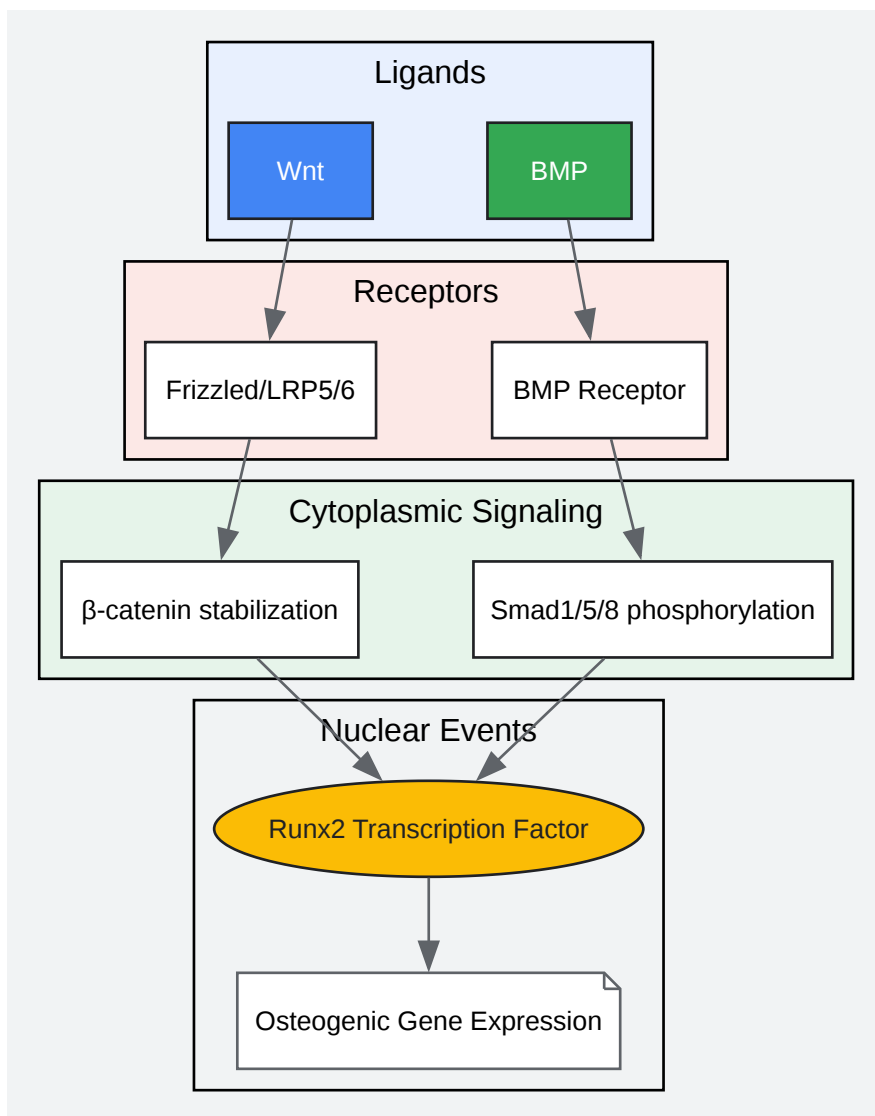 Ligands
Wnt
BMP
Receptors
Frizzled/LRP5/6
BMP Receptor
Cytoplasmic Signaling
β-catenin stabilization
Smad1/5/8 phosphorylation
Nuclear Events
Runx2 Transcription Factor
Osteogenic Gene Expression